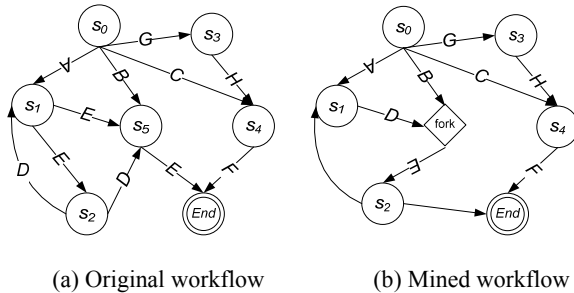 S0
G
S3
A
B
C
H
S1
E
S5
S4
E
D
D
E
F
S2
End
(a) Original workflow
S0
G
S3
A
B
C
H
S1
D
fork
S4
E
F
S2
End
(b) Mined workflow